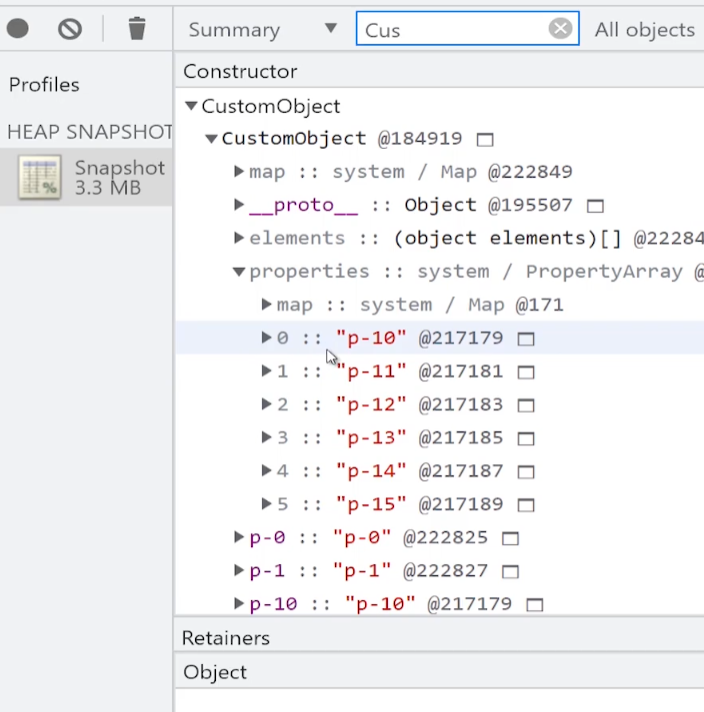 Summary Cus All objects
Profiles
HEAP SNAPSHOT
Snapshot
3.3 MB
Constructor
CustomObject
CustomObject @184919
map :: system / Map @222849
__proto__ :: Object @195507
elements :: (object elements)[] @22284
properties :: system / PropertyArray @
map :: system / Map @171
0 :: "p-10" @217179
1 :: "p-11" @217181
2 :: "p-12" @217183
3 :: "p-13" @217185
4 :: "p-14" @217187
5 :: "p-15" @217189
p-0 :: "p-0" @222825
p-1 :: "p-1" @222827
p-10 :: "p-10" @217179
Retainers
Object